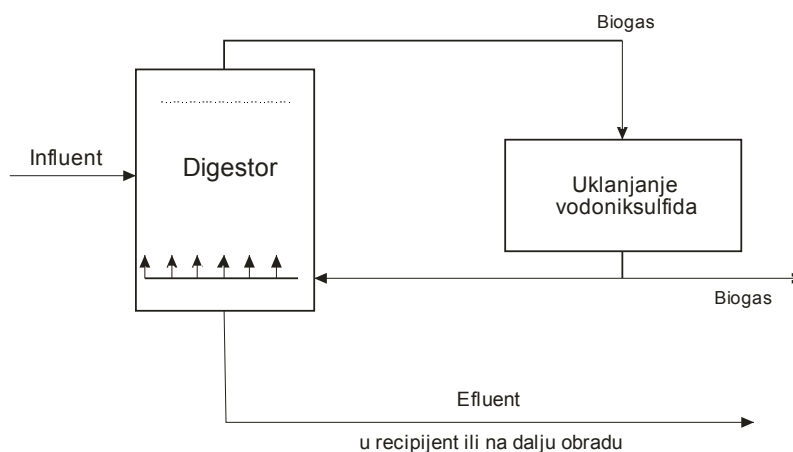 Biogas
Influent
Digestor
Uklanjanje
vodoniksulfida
Biogas
Efluent
u recipijent ili na dalju obradu